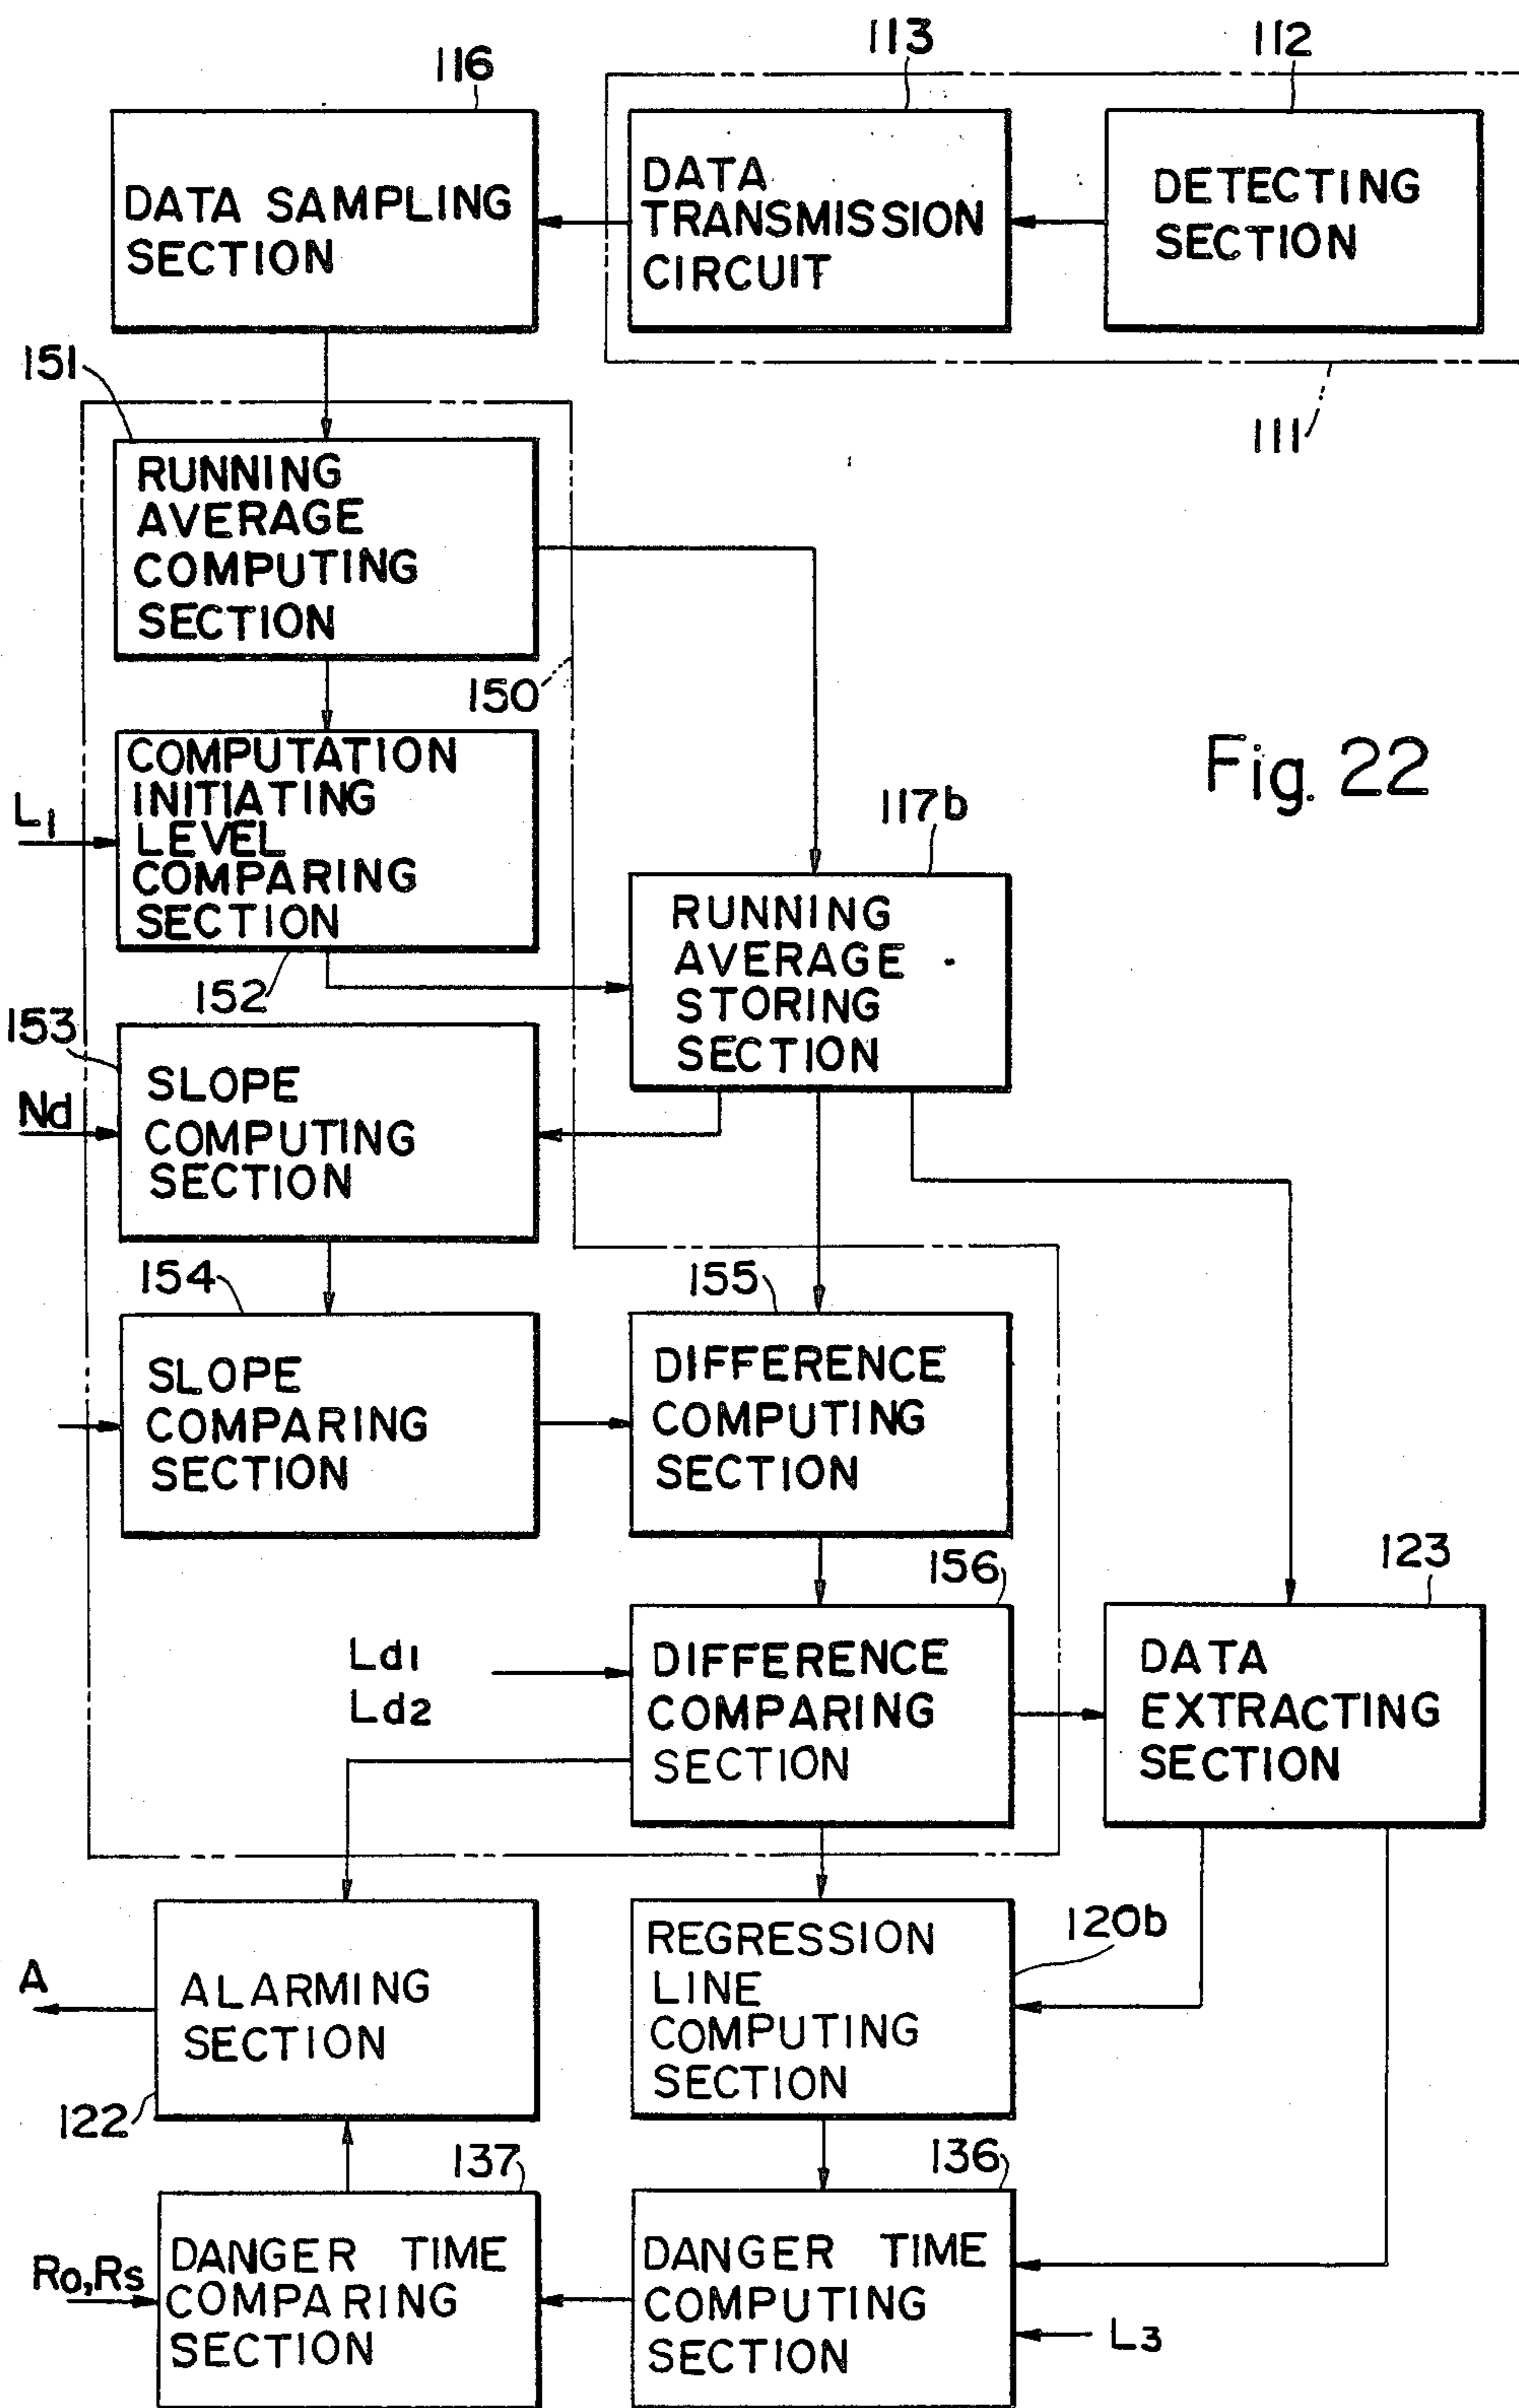 116
113
112
DATA SAMPLING
SECTION
DATA
TRANSMISSION
CIRCUIT
DETECTING
SECTION
111
151
RUNNING
AVERAGE
COMPUTING
SECTION
150
COMPUTATION
INITIATING
LEVEL
COMPARING
SECTION
L1
152
Fig. 22
117b
RUNNING
AVERAGE
STORING
SECTION
153
Nd
SLOPE
COMPUTING
SECTION
154
SLOPE
COMPARING
SECTION
155
DIFFERENCE
COMPUTING
SECTION
156
Ld1
Ld2
DIFFERENCE
COMPARING
SECTION
123
DATA
EXTRACTING
SECTION
A
ALARMING
SECTION
122
REGRESSION
LINE
COMPUTING
SECTION
120b
137
Ro,Rs
DANGER TIME
COMPARING
SECTION
136
DANGER TIME
COMPUTING
SECTION
L3